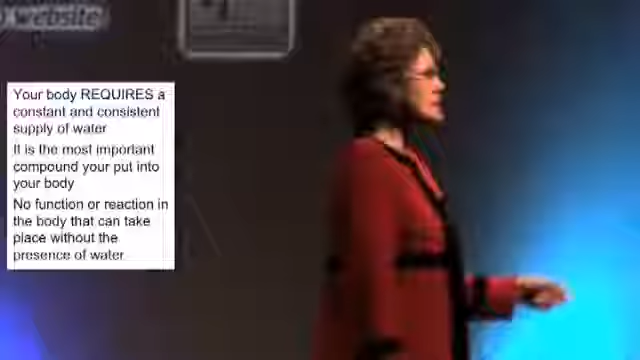 website
Your body REQUIRES a
constant and consistent
supply of water
It is the most important
compound your put into
your body
No function or reaction in
the body that can take
place without the
presence of water